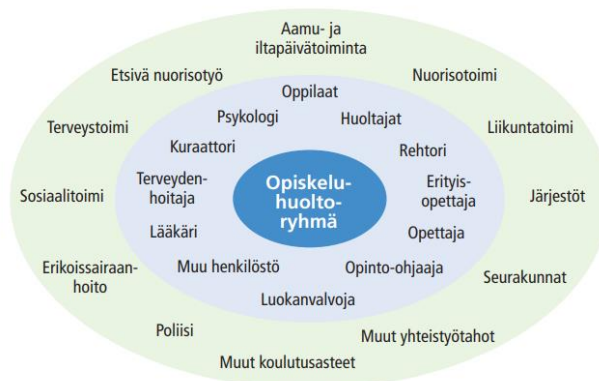 Aamu- ja
iltapäivätoiminta
Etsivä nuorisotyö
Nuorisotoimi
Oppilaat
Psykologi
Huoltajat
Terveystoimi
Liikuntatoimi
Kuraattori
Rehtori
Opiskelu-
huolto-
ryhmä
Terveyden-
hoitaja
Erityis-
opettaja
Sosiaalitoimi
Järjestöt
Lääkäri
Opettaja
Erikoissairaan-
hoito
Muu henkilöstö
Opinto-ohjaaja
Seurakunnat
Luokanvalvoja
Poliisi
Muut yhteistyötahot
Muut koulutusasteet